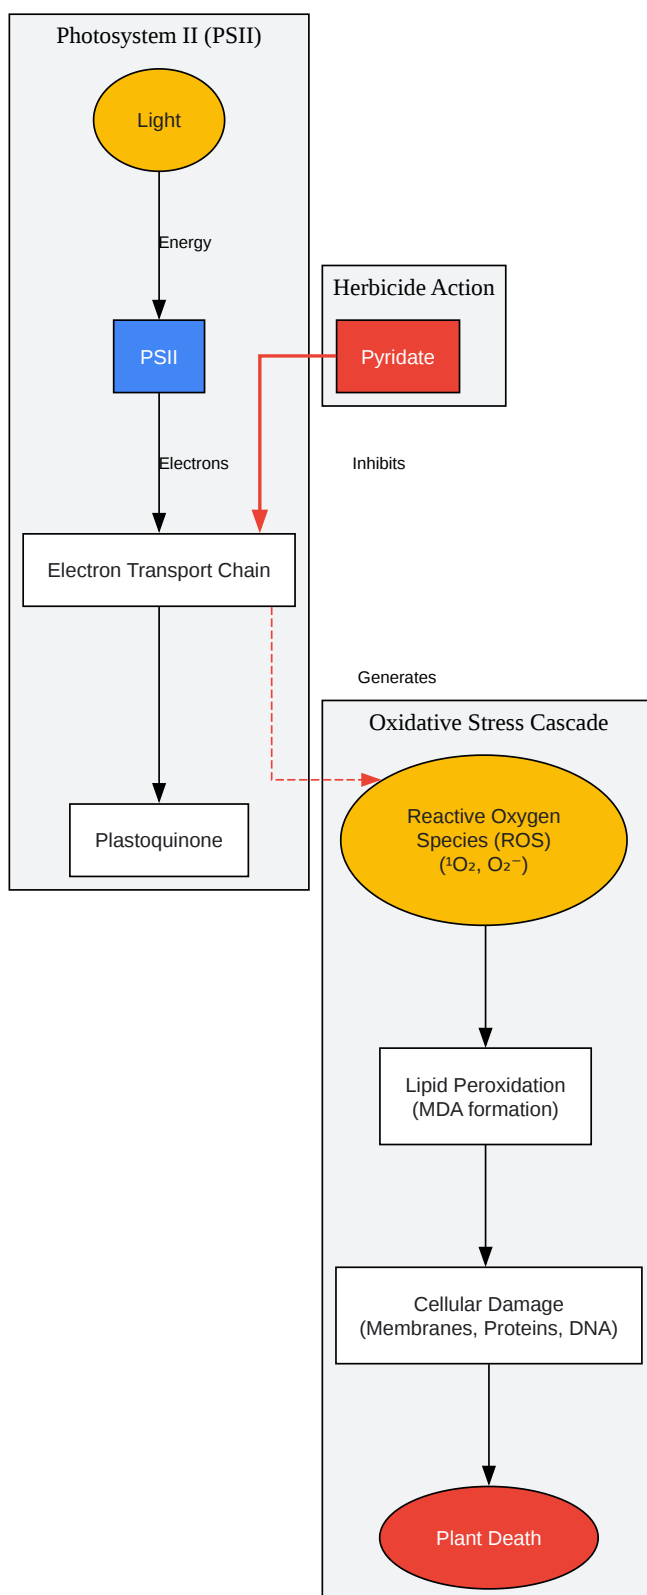 Photosystem II (PSII)
Light
Energy
Herbicide Action
PSII
Pyridate
Electrons
Inhibits
Electron Transport Chain
Generates
Oxidative Stress Cascade
Plastoquinone
Reactive Oxygen
Species (ROS)
(¹O₂, O₂⁻)
Lipid Peroxidation
(MDA formation)
Cellular Damage
(Membranes, Proteins, DNA)
Plant Death